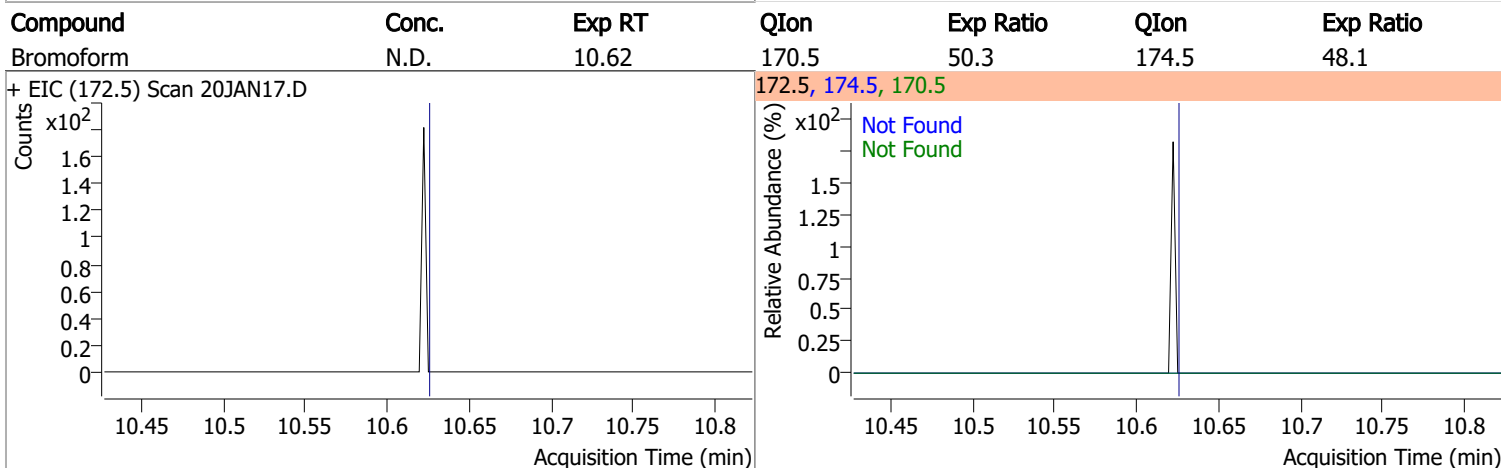 Compound Conc. Exp RT QIon Exp Ratio QIon Exp Ratio
Bromoform N.D. 10.62 170.5 50.3 174.5 48.1
+ EIC (172.5) Scan 20JAN17.D
Counts
x10²
1.6
1.4
1.2
1
0.8
0.6
0.4
0.2
0
10.45 10.5 10.55 10.6 10.65 10.7 10.75 10.8
Acquisition Time (min)
172.5, 174.5, 170.5
Relative Abundance (%)
x10²
Not Found
Not Found
1.5
1.25
1
0.75
0.5
0.25
0
10.45 10.5 10.55 10.6 10.65 10.7 10.75 10.8
Acquisition Time (min)